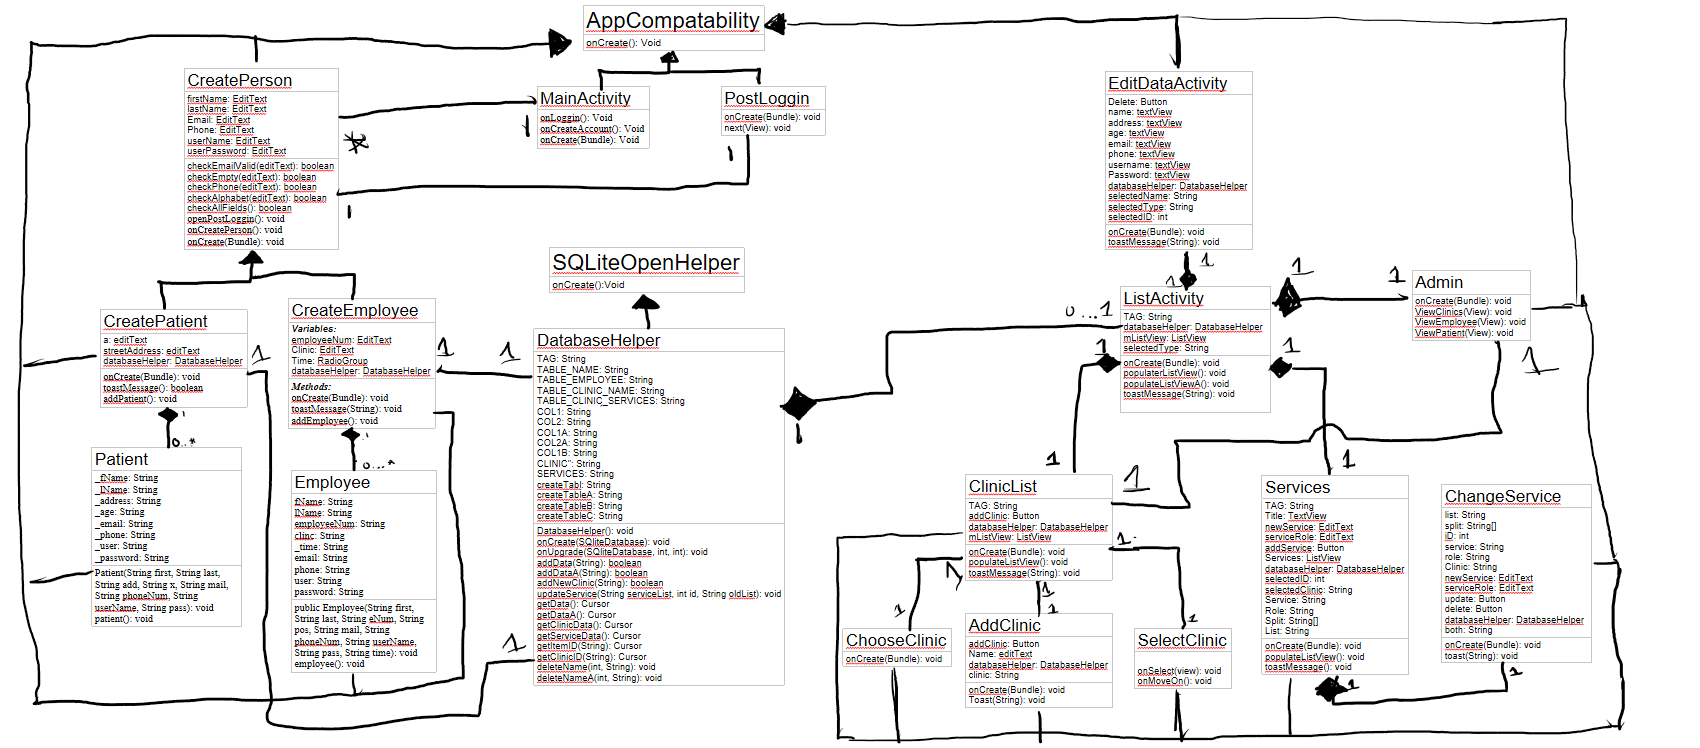 AppCompatability
onCreate(): Void
CreatePerson
firstName: EditText
lastName: EditText
Email: EditText
Phone: EditText
userName: EditText
userPassword: EditText
checkEmailValid(editText): boolean
checkEmpty(editText): boolean
checkPhone(editText): boolean
checkAlphabet(editText): boolean
checkAllFields(): boolean
openPostLoggin(): void
onCreatePerson(): void
onCreate(Bundle): void
MainActivity
onLoggin(): Void
onCreateAccount(): Void
onCreate(Bundle): Void
PostLoggin
onCreate(Bundle): void
next(View): void
*
1
1
1
EditDataActivity
Delete: Button
name: textView
address: textView
age: textView
email: textView
phone: textView
username: textView
Password: textView
databaseHelper: DatabaseHelper
selectedName: String
selectedType: String
selectedID: int
onCreate(Bundle): void
toastMessage(String): void
1
1
SQLiteOpenHelper
onCreate():Void
ListActivity
TAG: String
databaseHelper: DatabaseHelper
mListView: ListView
selectedType: String
onCreate(Bundle): void
populaterListView(): void
populateListViewA(): void
toastMessage(String): void
0...1
1
1
1
1
Admin
onCreate(Bundle): void
ViewClinics(View): void
ViewEmployee(View): void
ViewPatient(View): void
1
CreatePatient
a: editText
streetAddress: editText
databaseHelper: DatabaseHelper
onCreate(Bundle): void
toastMessage(): boolean
addPatient(): void
1
CreateEmployee
Variables:
employeeNum: EditText
Clinic: EditText
Time: RadioGroup
databaseHelper: DatabaseHelper
Methods:
onCreate(Bundle): void
toastMessage(String): void
addEmployee(): void
1
1
DatabaseHelper
TAG: String
TABLE_NAME: String
TABLE_EMPLOYEE: String
TABLE_CLINIC_NAME: String
TABLE_CLINIC_SERVICES: String
COL1: String
COL2: String
COL1A: String
COL2A: String
COL1B: String
CLINIC": String
SERVICES: String
createTabl: String
createTableA: String
createTableB: String
createTableC: String
DatabaseHelper(): void
onCreate(SQliteDatabase): void
onUpgrade(SQliteDatabase, int, int): void
addData(String): boolean
addDataA(String): boolean
addNewClinic(String): boolean
updateService(String serviceList, int id, String oldList): void
getData(): Cursor
getDataA(): Cursor
getClinicData(): Cursor
getServiceData(): Cursor
getItemID(String): Cursor
getClinicID(String): Cursor
deleteName(int, String): void
deleteNameA(int, String): void
1
1
1
0...*
Patient
_fName: String
_lName: String
_address: String
_age: String
_email: String
_phone: String
_user: String
_password: String
Patient(String first, String last,
String add, String x, String mail,
String phoneNum, String
userName, String pass): void
patient(): void
1
0...*
Employee
fName: String
lName: String
employeeNum: String
clinc: String
_time: String
email: String
phone: String
user: String
password: String
public Employee(String first,
String last, String eNum, String
pos, String mail, String
phoneNum, String userName,
String pass, String time): void
employee(): void
1
1
ClinicList
TAG: String
addClinic: Button
databaseHelper: DatabaseHelper
mListView: ListView
onCreate(Bundle): void
populateListView(): void
toastMessage(String): void
1
1
1
Services
TAG: String
Title: TextView
newService: EditText
serviceRole: EditText
addService: Button
Services: ListView
databaseHelper: DatabaseHelper
selectedID: int
selectedClinic: String
Service: String
Role: String
Split: String[]
List: String
onCreate(Bundle): void
populateListView(): void
toastMessage(): void
1
1
ChangeService
list: String
split: String[]
iD: int
service: String
role: String
Clinic: String
newService: EditText
serviceRole: EditText
update: Button
delete: Button
databaseHelper: DatabaseHelper
both: String
onCreate(Bundle): void
toast(String): void
1
1
ChooseClinic
onCreate(Bundle): void
1
AddClinic
addClinic: Button
Name: editText
databaseHelper: DatabaseHelper
clinic: String
onCreate(Bundle): void
Toast(String): void
1
SelectClinic
onSelect(view): void
onMoveOn(): void